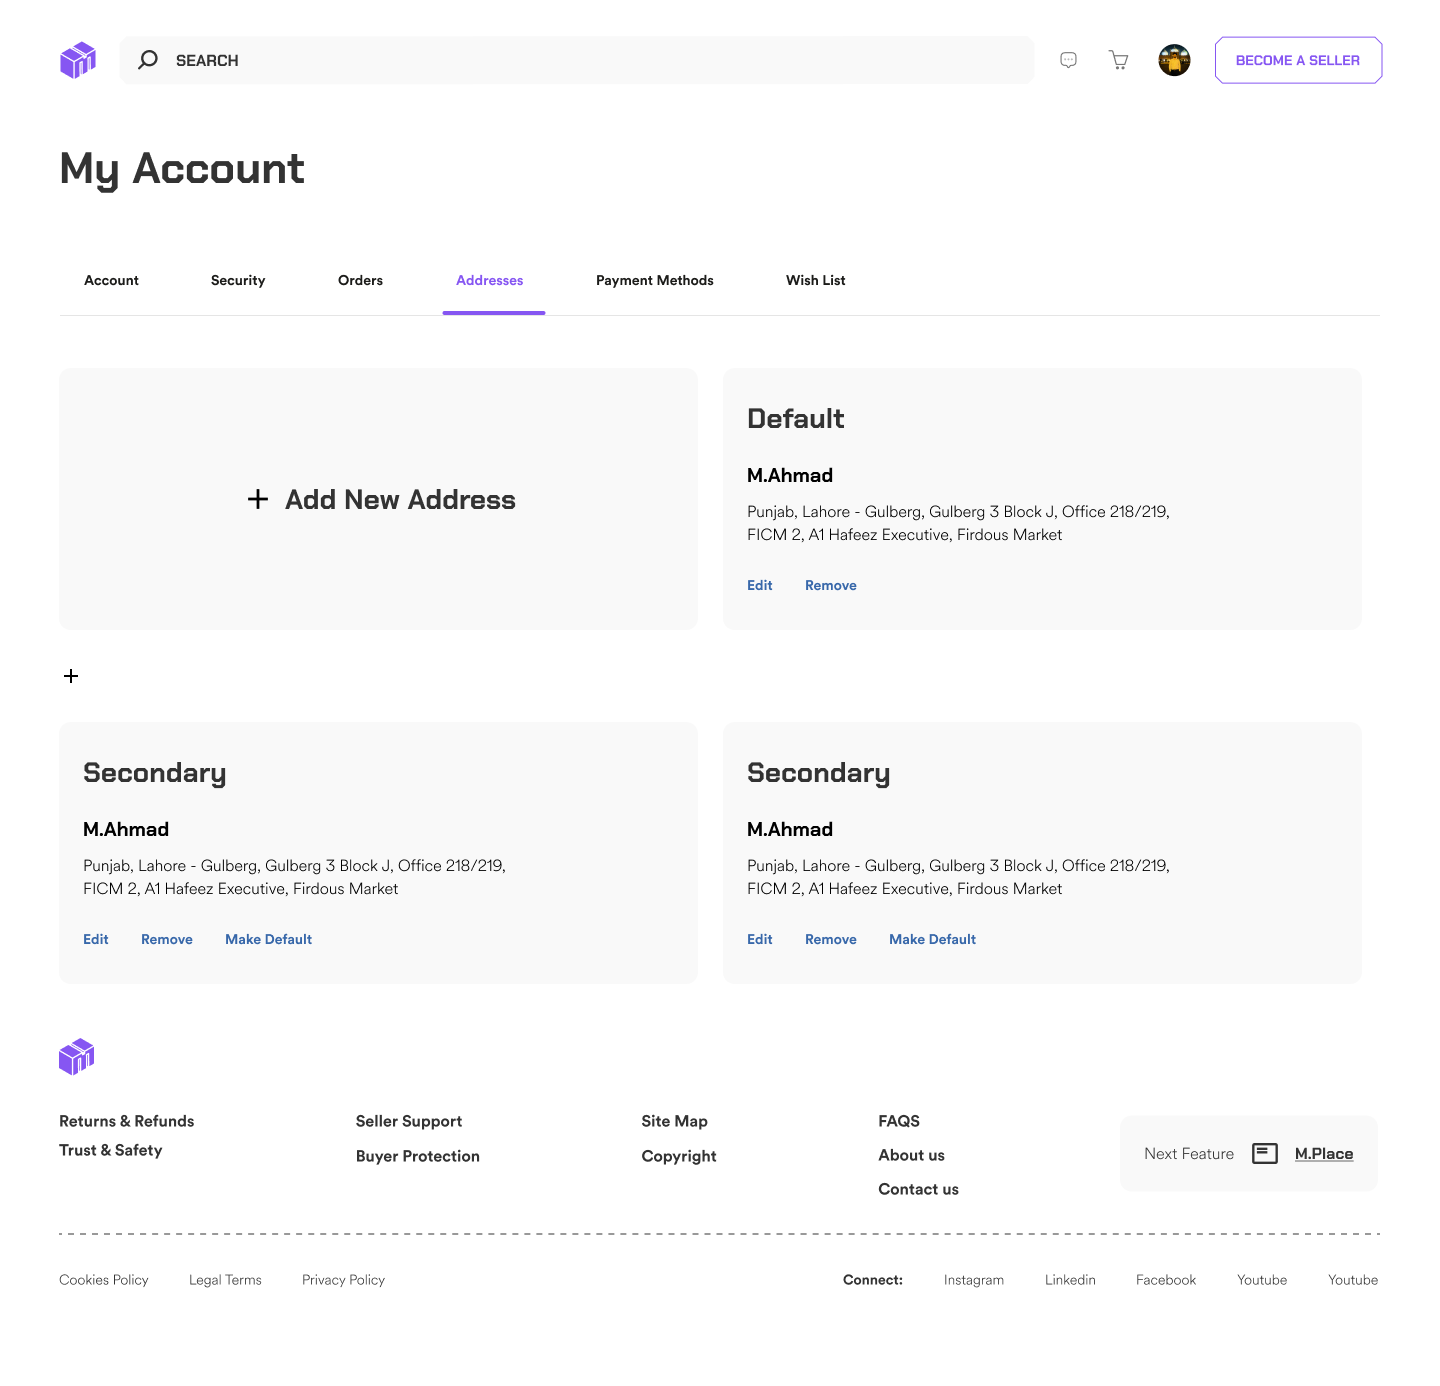 SEARCH
BECOME A SELLER
My Account
Account
Security
Orders
Addresses
Payment Methods
Wish List
+ Add New Address
Default
M.Ahmad
Punjab, Lahore - Gulberg, Gulberg 3 Block J, Office 218/219,
FICM 2, A1 Hafeez Executive, Firdous Market
Edit
Remove
+
Secondary
M.Ahmad
Punjab, Lahore - Gulberg, Gulberg 3 Block J, Office 218/219,
FICM 2, A1 Hafeez Executive, Firdous Market
Edit
Remove
Make Default
Secondary
M.Ahmad
Punjab, Lahore - Gulberg, Gulberg 3 Block J, Office 218/219,
FICM 2, A1 Hafeez Executive, Firdous Market
Edit
Remove
Make Default
Returns & Refunds
Trust & Safety
Seller Support
Buyer Protection
Site Map
Copyright
FAQS
About us
Contact us
Next Feature
M.Place
Cookies Policy
Legal Terms
Privacy Policy
Connect:
Instagram
Linkedin
Facebook
Youtube
Youtube